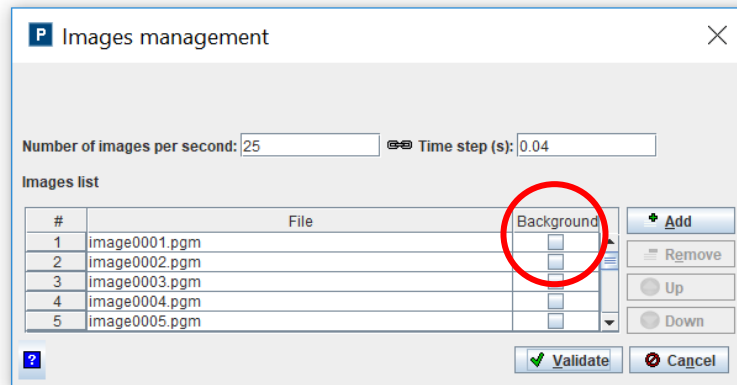 P Images management
Number of images per second: 25 Time step (s): 0.04
Images list
# File Background
1 image0001.pgm
2 image0002.pgm
3 image0003.pgm
4 image0004.pgm
5 image0005.pgm
Add
Remove
Up
Down
? Validate Cancel